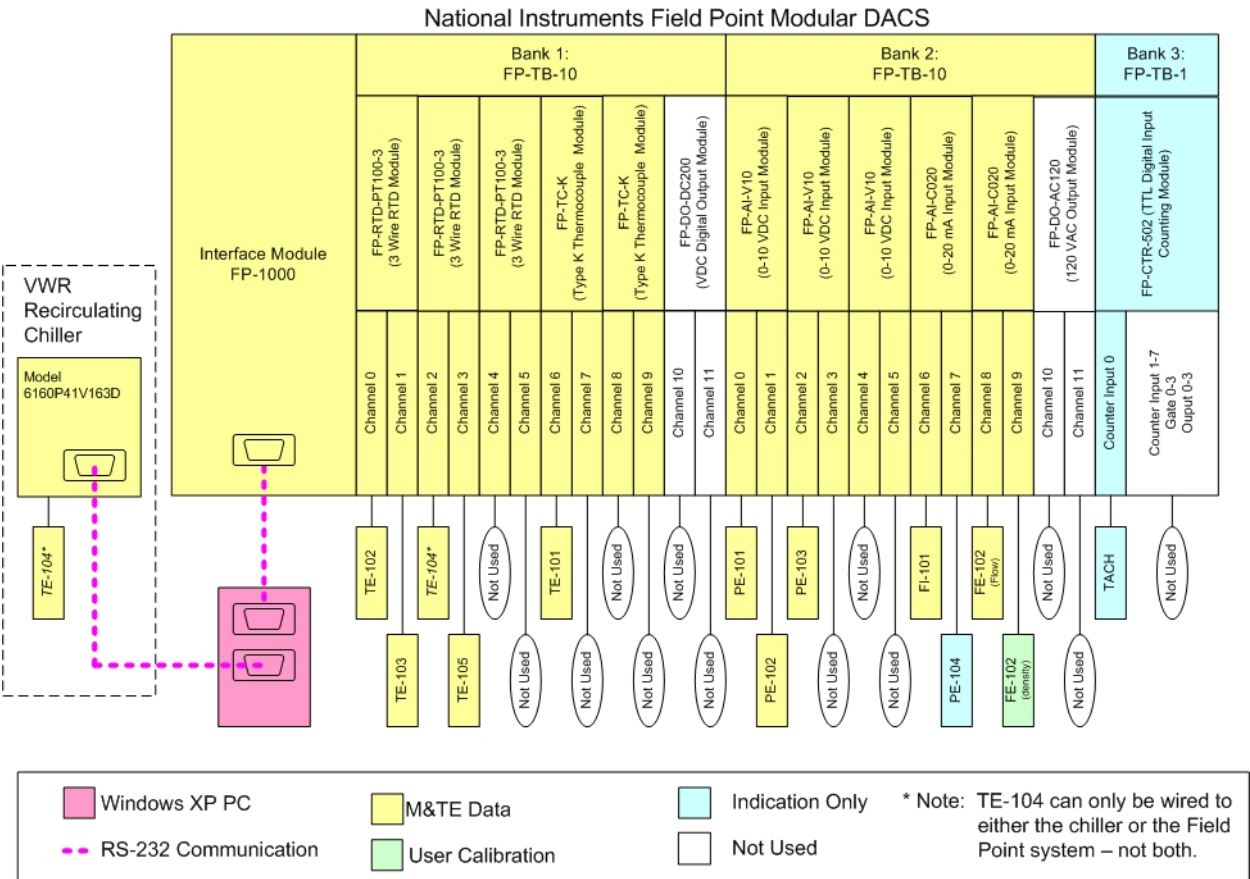 National Instruments Field Point Modular DACS
Bank 1:
FP-TB-10
Bank 2:
FP-TB-10
Bank 3:
FP-TB-1
Interface Module
FP-1000
FP-RTD-PT100-3
(3 Wire RTD Module)
FP-RTD-PT100-3
(3 Wire RTD Module)
FP-RTD-PT100-3
(3 Wire RTD Module)
FP-TC-K
(Type K Thermocouple Module)
FP-TC-K
(Type K Thermocouple Module)
FP-DO-DC200
(VDC Digital Output Module)
FP-AI-V10
(0-10 VDC Input Module)
FP-AI-V10
(0-10 VDC Input Module)
FP-AI-V10
(0-10 VDC Input Module)
FP-AI-C020
(0-20 mA Input Module)
FP-AI-C020
(0-20 mA Input Module)
FP-DO-AC120
(120 VAC Output Module)
FP-CTR-502 (TTL Digital Input
Counting Module)
VWR
Recirculating
Chiller
Model
6160P41V163D
Channel 0
Channel 1
Channel 2
Channel 3
Channel 4
Channel 5
Channel 6
Channel 7
Channel 8
Channel 9
Channel 10
Channel 11
Channel 0
Channel 1
Channel 2
Channel 3
Channel 4
Channel 5
Channel 6
Channel 7
Channel 8
Channel 9
Channel 10
Channel 11
Counter Input 0
Counter Input 1-7
Gate 0-3
Ouput 0-3
TE-104*
TE-102
TE-103
TE-104*
TE-105
Not Used
Not Used
TE-101
Not Used
Not Used
Not Used
Not Used
Not Used
PE-101
PE-102
PE-103
Not Used
Not Used
Not Used
FI-101
PE-104
FE-102
(Flow)
FE-102
(density)
Not Used
Not Used
TACH
Not Used
Windows XP PC
RS-232 Communication
M&TE Data
User Calibration
Indication Only
Not Used
* Note: TE-104 can only be wired to
either the chiller or the Field
Point system – not both.